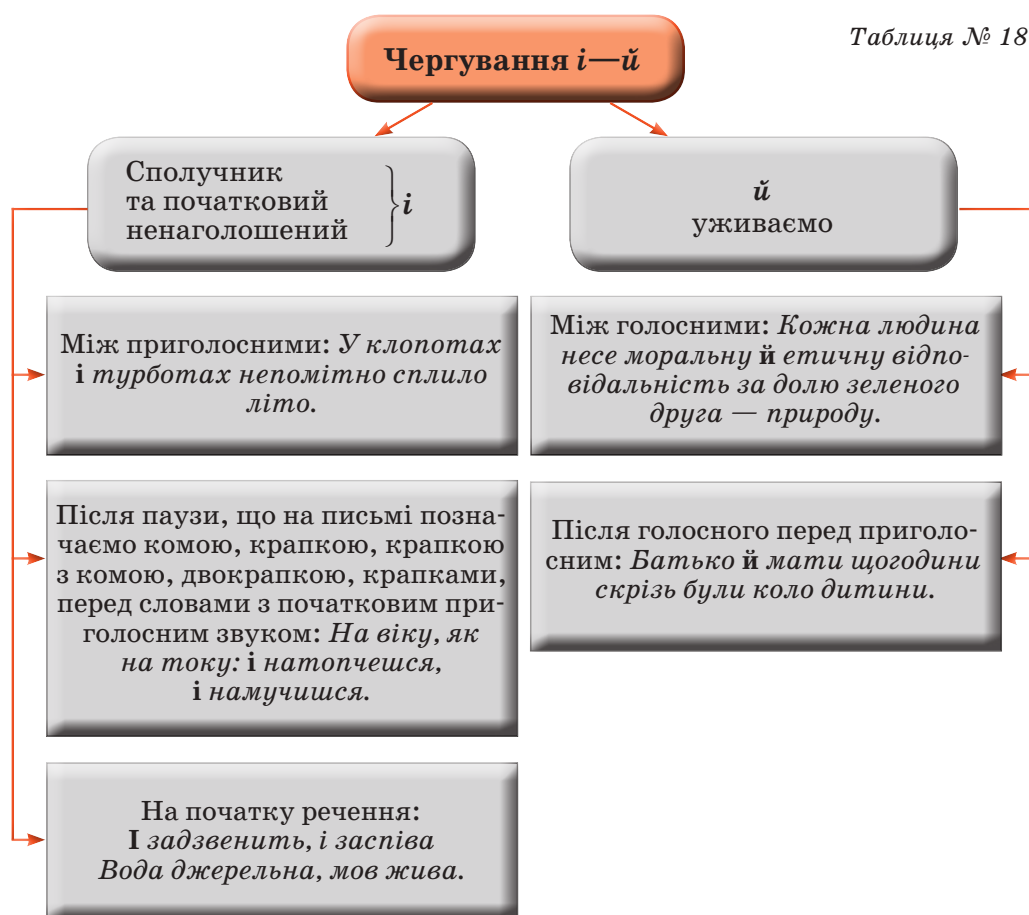 Таблиця № 18
Чергування і—й
Сполучник
та початковий
ненаголошений
і
й
уживаємо
Між приголосними: У клопотах
і турботах непомітно сплило
літо.
Між голосними: Кожна людина
несе моральну й етичну відпо-
відальність за долю зеленого
друга — природу.
Після паузи, що на письмі позна-
чаємо комою, крапкою, крапкою
з комою, двокрапкою, крапками,
перед словами з початковим при-
голосним звуком: На віку, як
на току: і натопчешся,
і намучишся.
Після голосного перед приголо-
сним: Батько й мати щогодини
скрізь були коло дитини.
На початку речення:
І задзвенить, і заспіва
Вода джерельна, мов жива.